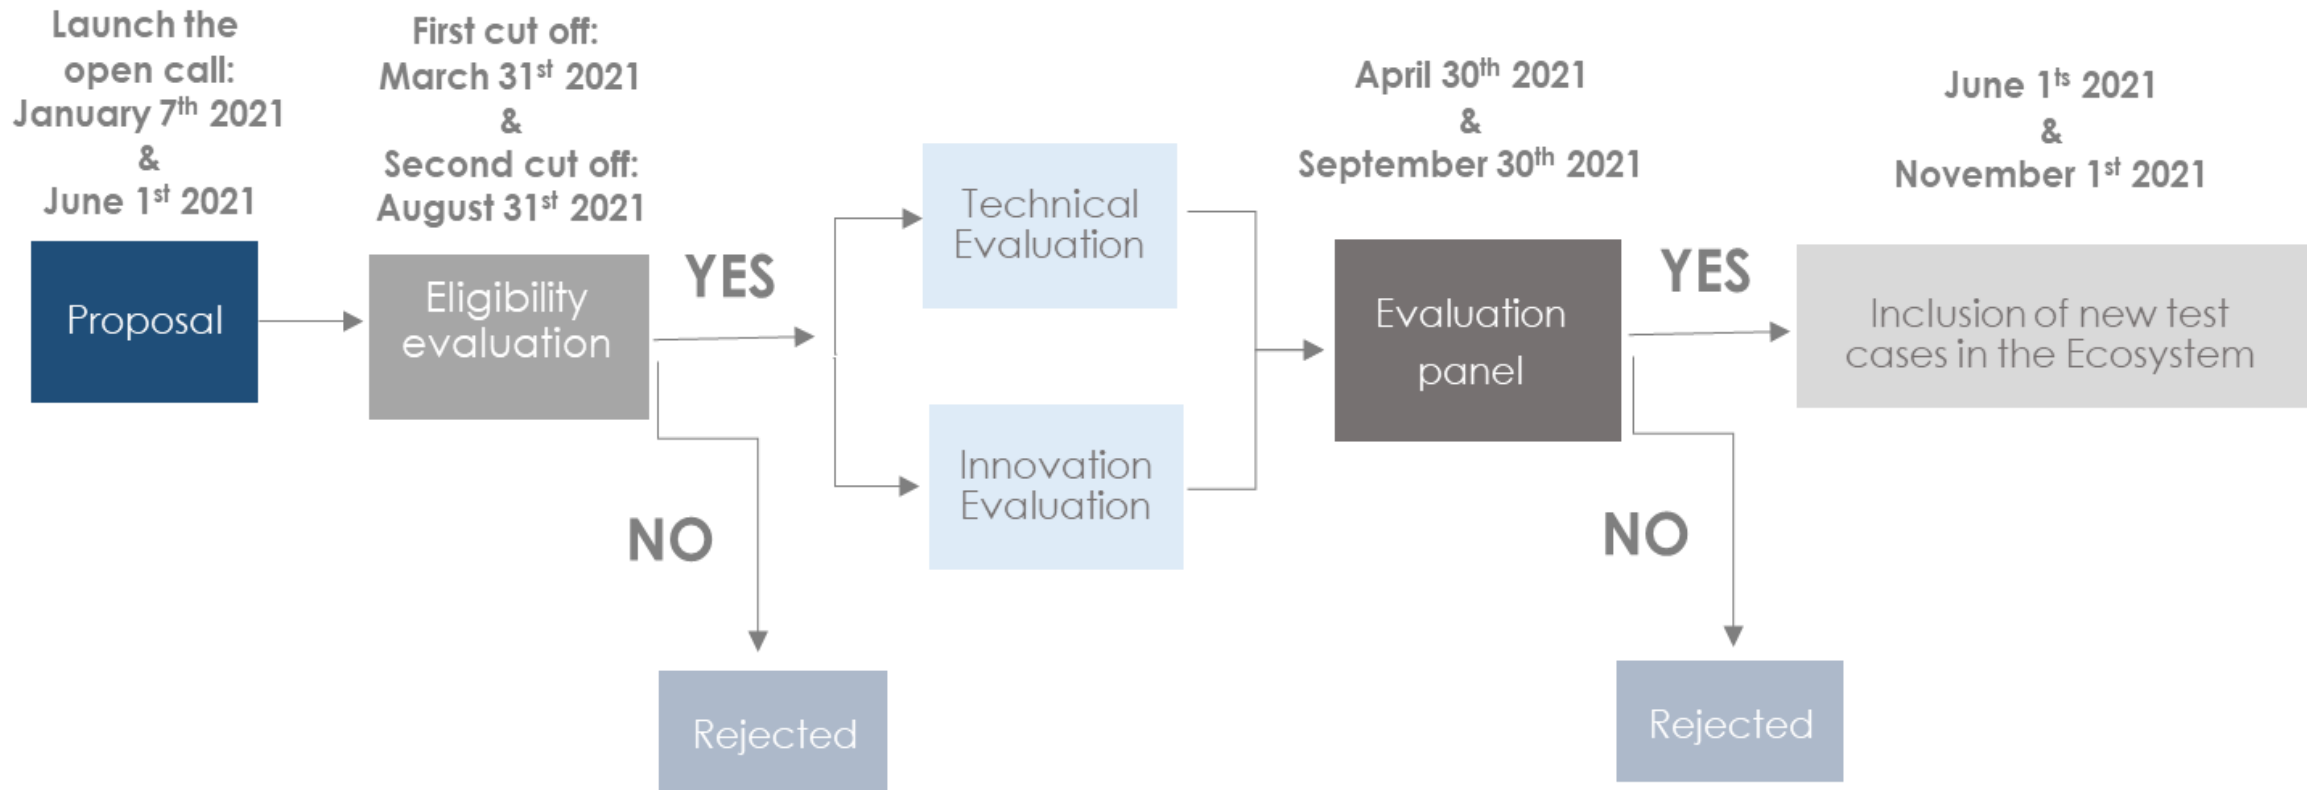 Launch the
open call:
January 7th 2021
&
June 1st 2021
First cut off:
March 31st 2021
&
Second cut off:
August 31st 2021
April 30th 2021
&
September 30th 2021
June 1ts 2021
&
November 1st 2021
Proposal
Eligibility
evaluation
YES
NO
Rejected
Technical
Evaluation
Innovation
Evaluation
Evaluation
panel
YES
NO
Rejected
Inclusion of new test
cases in the Ecosystem